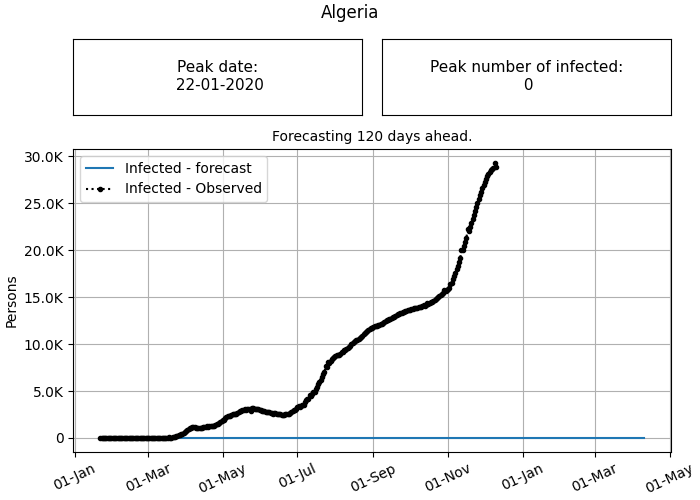 Algeria
Peak date:
22-01-2020
Peak number of infected:
0
Forecasting 120 days ahead.
Infected - forecast
Infected - Observed
30.0K
25.0K
20.0K
15.0K
10.0K
5.0K
0
Persons
01-Jan
01-Mar
01-May
01-Jul
01-Sep
01-Nov
01-Jan
01-Mar
01-May